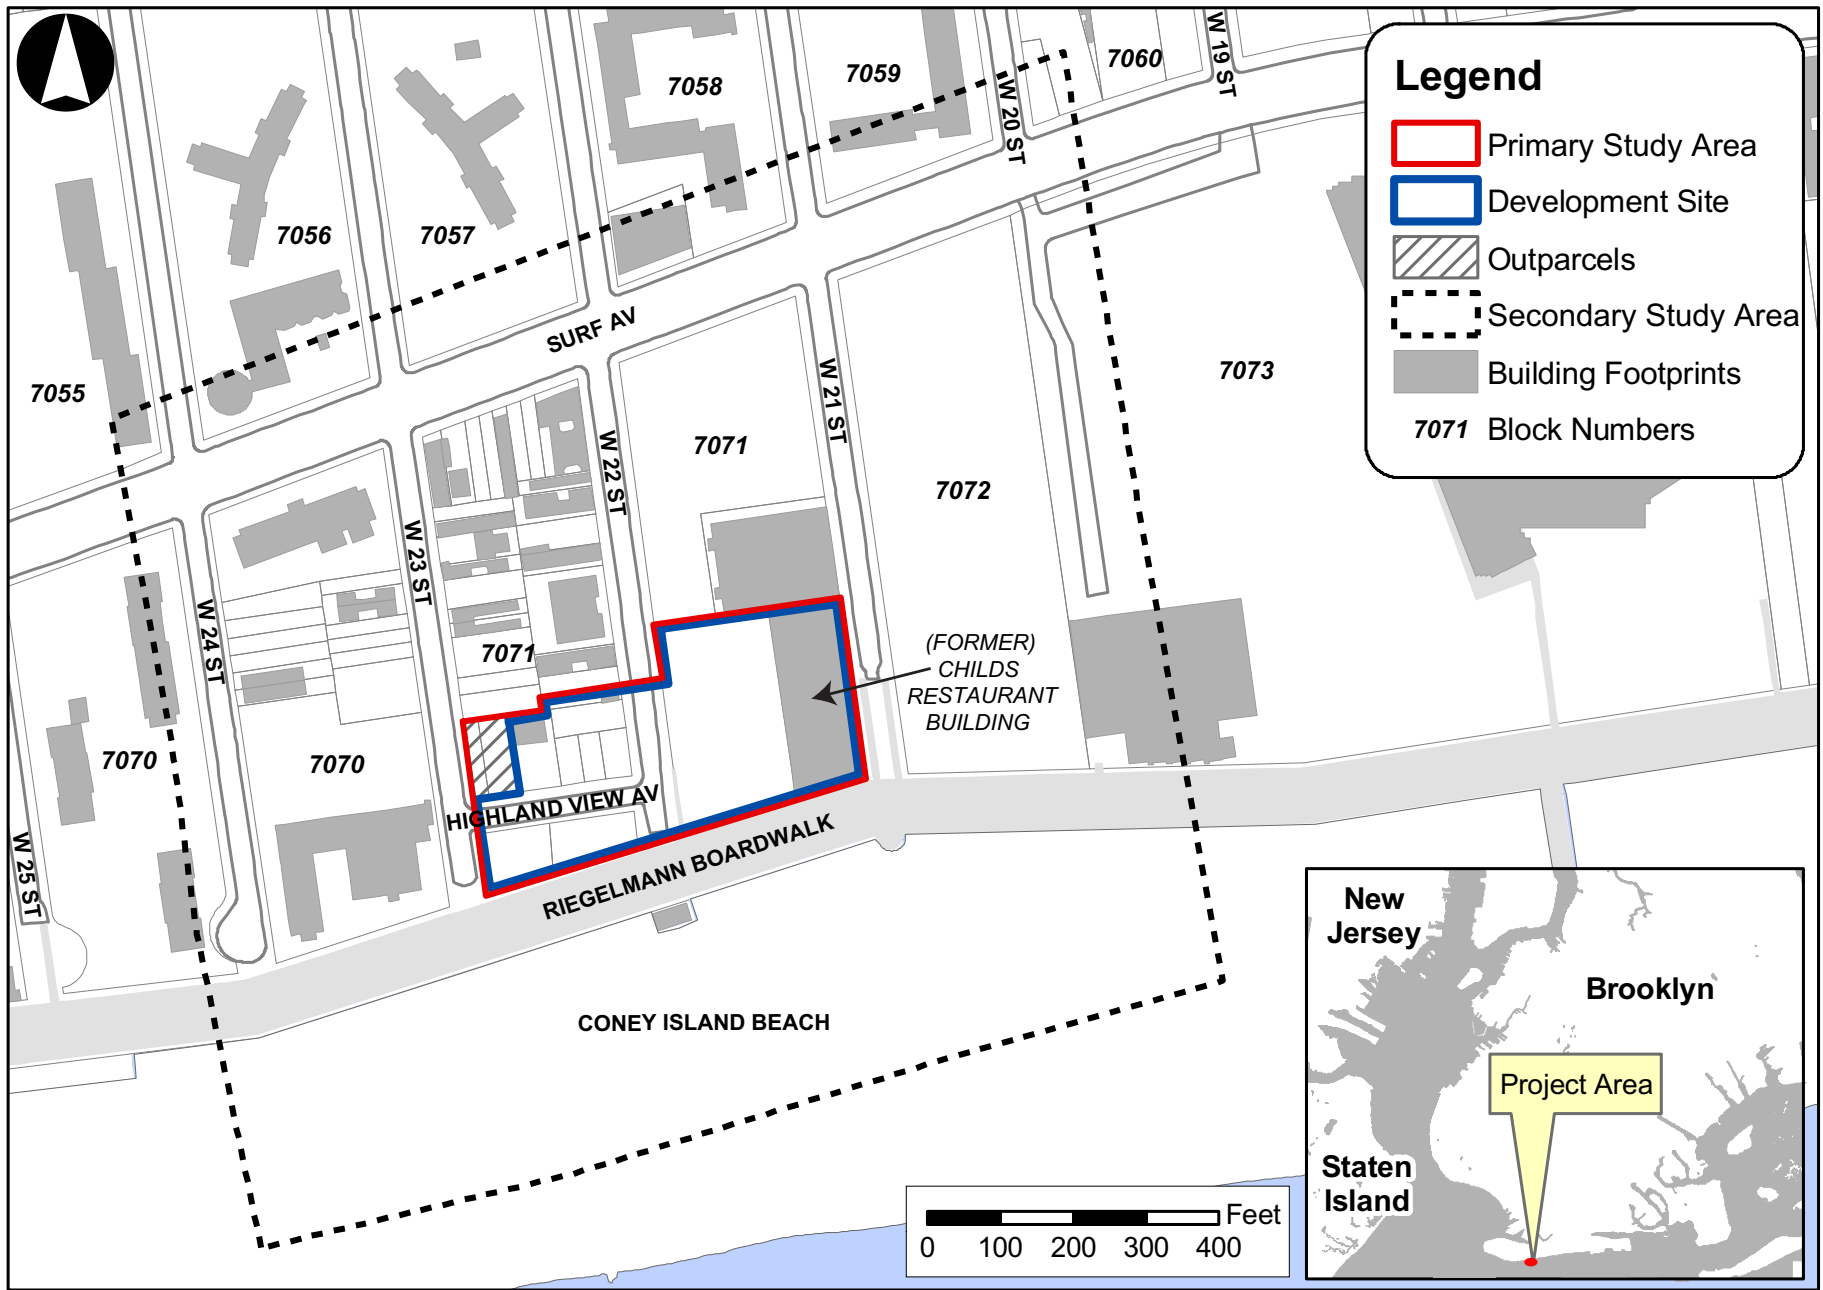 7058
7059
7060
W 19 ST
W 20 ST
7056
7057
7055
SURF AV
W 21 ST
7073
7071
W 22 ST
7072
W 23 ST
W 24 ST
7071
(FORMER)
CHILDS
RESTAURANT
BUILDING
7070
7070
HIGHLAND VIEW AV
W 25 ST
RIEGELMANN BOARDWALK
CONEY ISLAND BEACH
Legend
Primary Study Area
Development Site
Outparcels
Secondary Study Area
Building Footprints
7071 Block Numbers
New
Jersey
Brooklyn
Project Area
Staten
Island
Feet
0 100 200 300 400